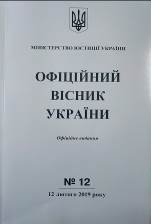 МІНІСТЕРСТВО ЮСТИЦІЇ УКРАЇНИ
ОФІЦІЙНИЙ
ВІСНИК
УКРАЇНИ
Офіційне видання
№ 12
12 лютого 2019 року